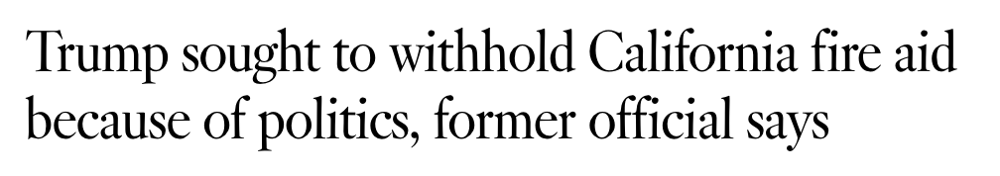 Trump sought to withhold California fire aid
because of politics, former official says